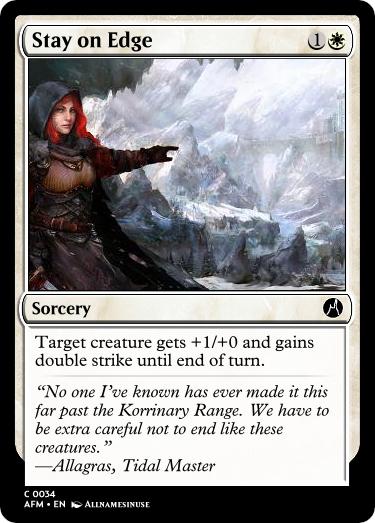 Stay on Edge 1
Sorcery
Target creature gets +1/+0 and gains
double strike until end of turn.
“No one I’ve known has ever made it this
far past the Korrinary Range. We have to
be extra careful not to end like these
creatures.”
—Allagras, Tidal Master
C 0034
AFM • EN Allnamesinuse